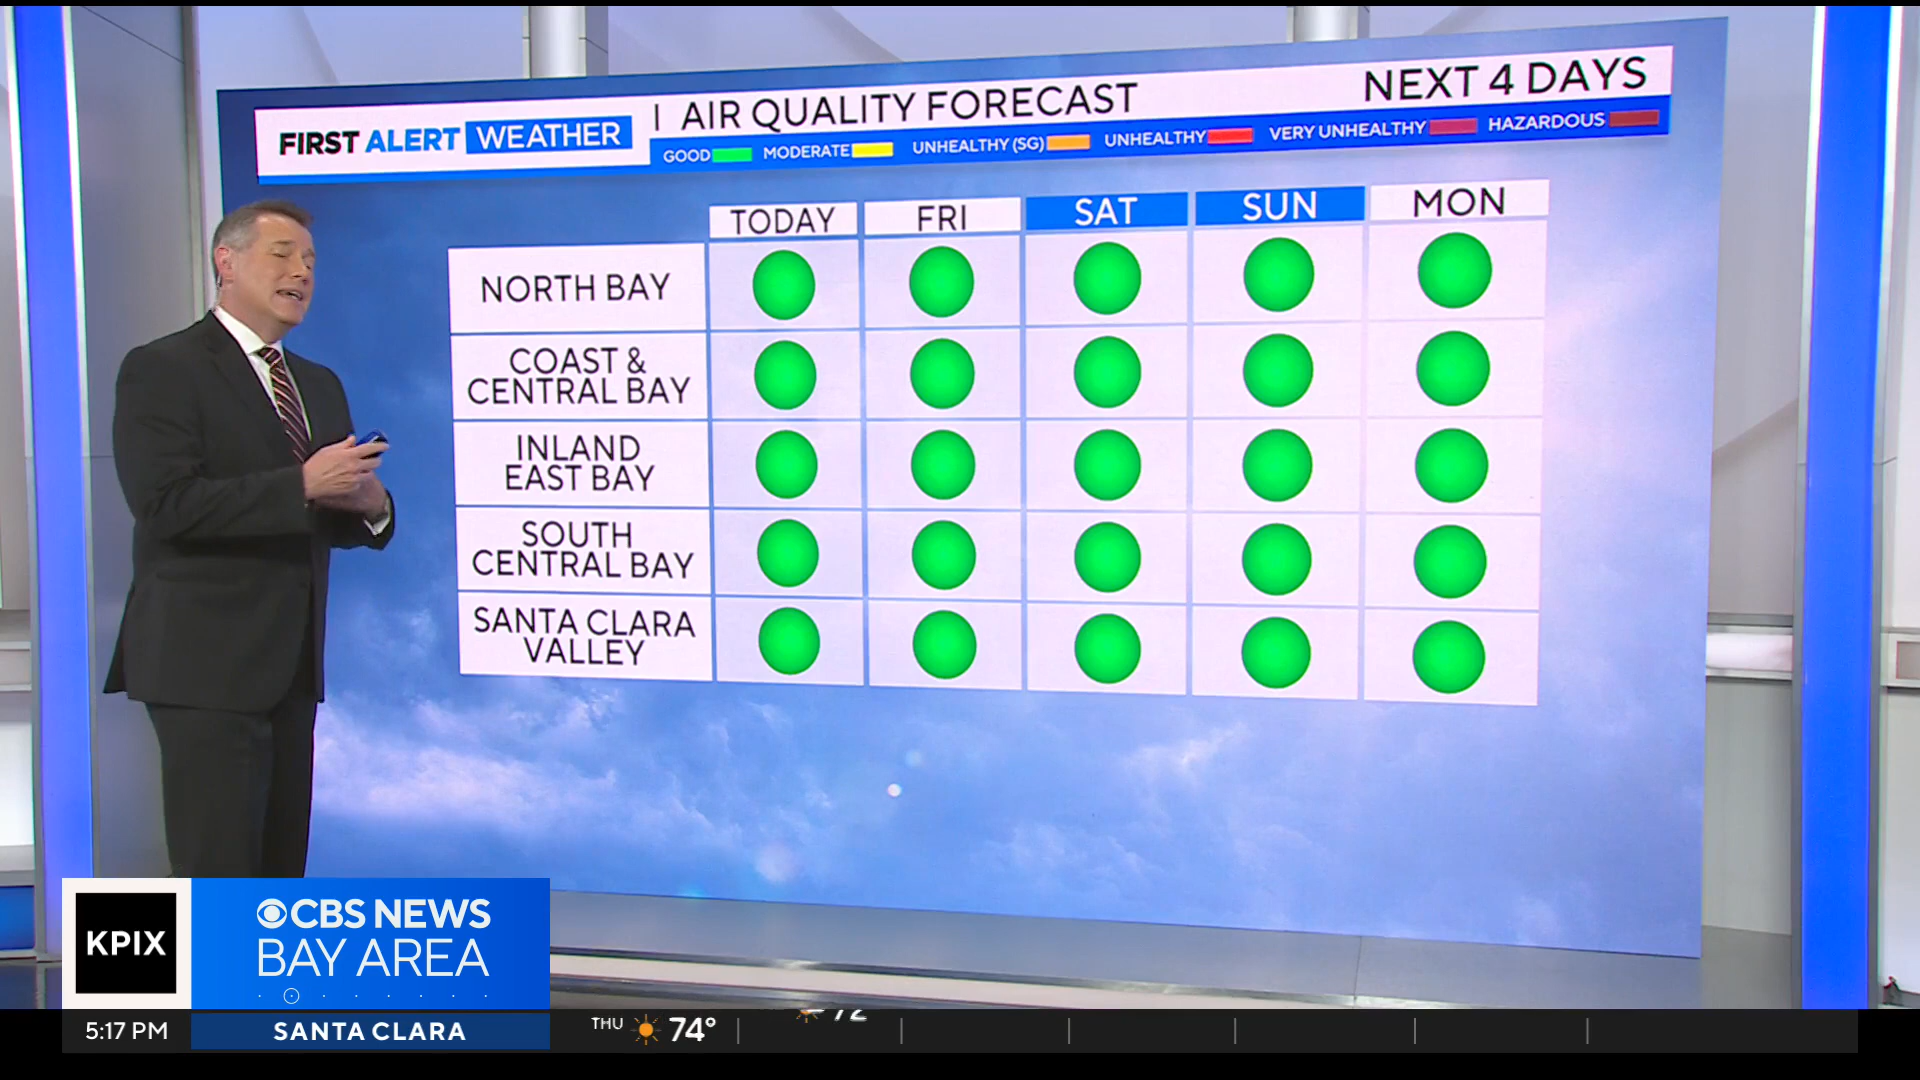 FIRST ALERT WEATHER
| AIR QUALITY FORECAST
NEXT 4 DAYS
GOOD MODERATE UNHEALTHY (SG) UNHEALTHY VERY UNHEALTHY HAZARDOUS
TODAY FRI SAT SUN MON
NORTH BAY
COAST &
CENTRAL BAY
INLAND
EAST BAY
SOUTH
CENTRAL BAY
SANTA CLARA
VALLEY
KPIX
CBS NEWS
BAY AREA
5:17 PM
SANTA CLARA
THU 74°